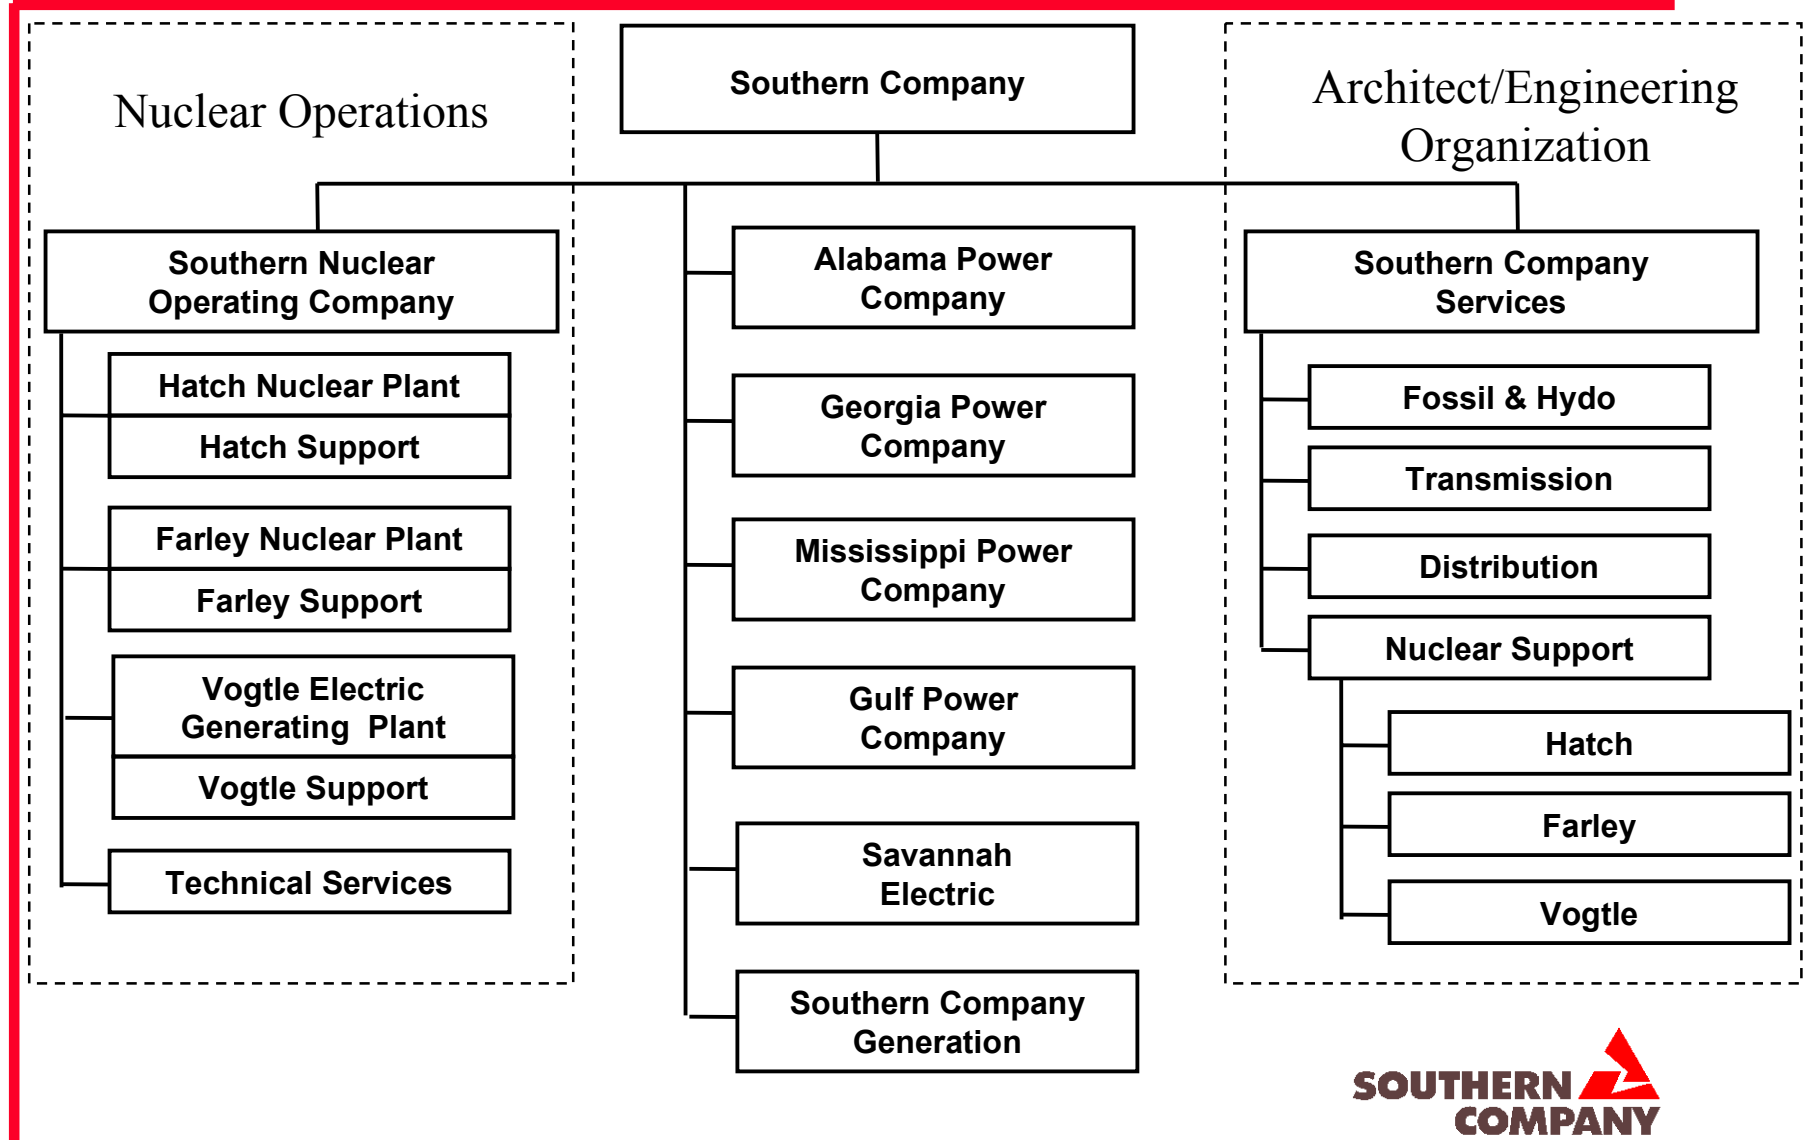 Nuclear Operations
Southern Company
Architect/Engineering
Organization
Southern Nuclear
Operating Company
Hatch Nuclear Plant
Hatch Support
Farley Nuclear Plant
Farley Support
Vogtle Electric
Generating  Plant
Vogtle Support
Technical Services
Alabama Power
Company
Georgia Power
Company
Mississippi Power
Company
Gulf Power
Company
Savannah
Electric
Southern Company
Generation
Southern Company
Services
Fossil & Hydo
Transmission
Distribution
Nuclear Support
Hatch
Farley
Vogtle
SOUTHERN
COMPANY